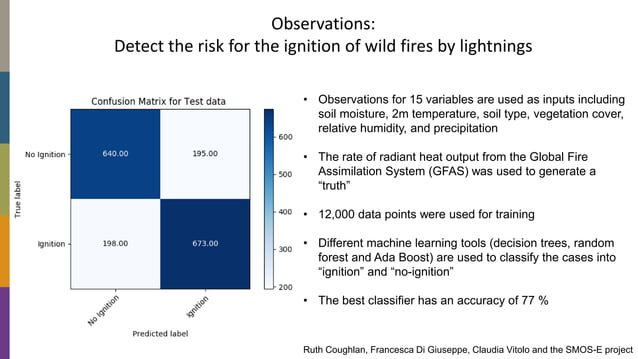 Observations:
Detect the risk for the ignition of wild fires by lightnings
Confusion Matrix for Test data
No Ignition
640.00
195.00
Ignition
198.00
673.00
True label
No Ignition
Ignition
Predicted label
600
500
400
300
200
• Observations for 15 variables are used as inputs including
soil moisture, 2m temperature, soil type, vegetation cover,
relative humidity, and precipitation
• The rate of radiant heat output from the Global Fire
Assimilation System (GFAS) was used to generate a
“truth”
• 12,000 data points were used for training
• Different machine learning tools (decision trees, random
forest and Ada Boost) are used to classify the cases into
“ignition” and “no-ignition”
• The best classifier has an accuracy of 77 %
Ruth Coughlan, Francesca Di Giuseppe, Claudia Vitolo and the SMOS-E project